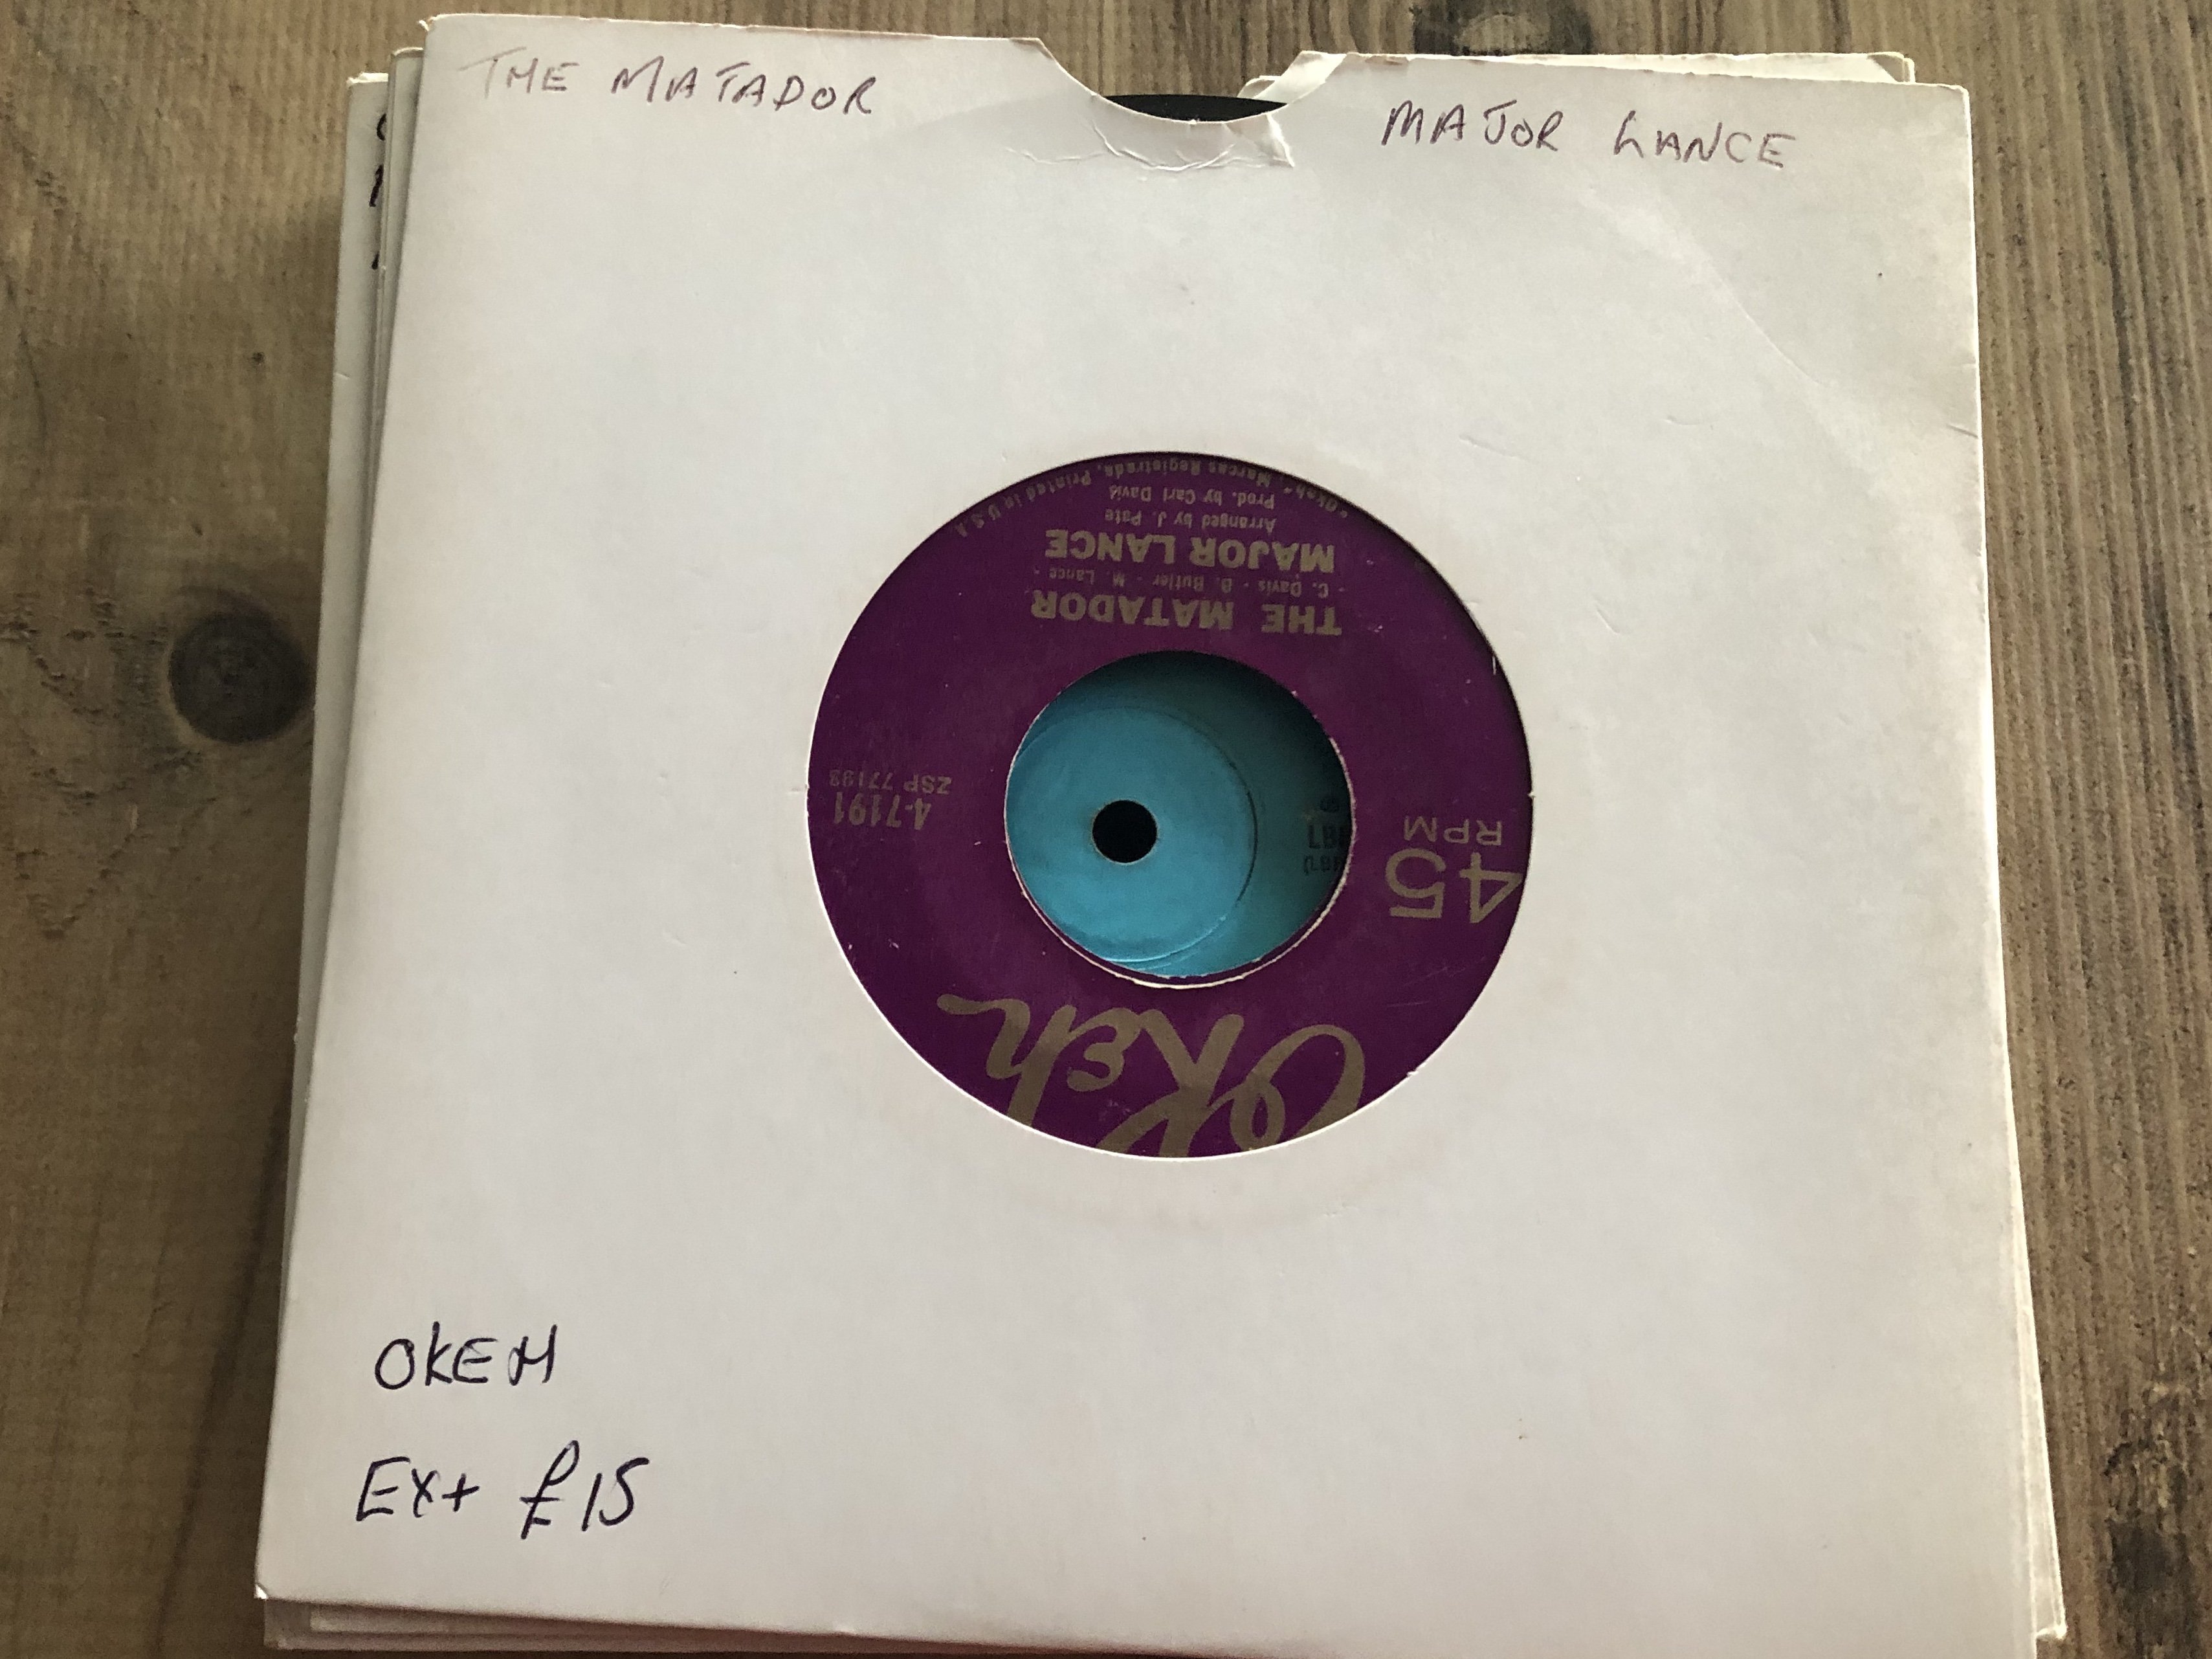 THE MATADOR
MAJOR LANCE
OKeh
45
RPM
4-7191
ZSP 77193
THE MATADOR
- C. Davis - B. Butler - M. Lance -
MAJOR LANCE
Arranged by J. Pate
Prod. by Carl Davis
"Okeh", Marcas Registrada. Printed in U.S.A.
OKEH
EX+ £15